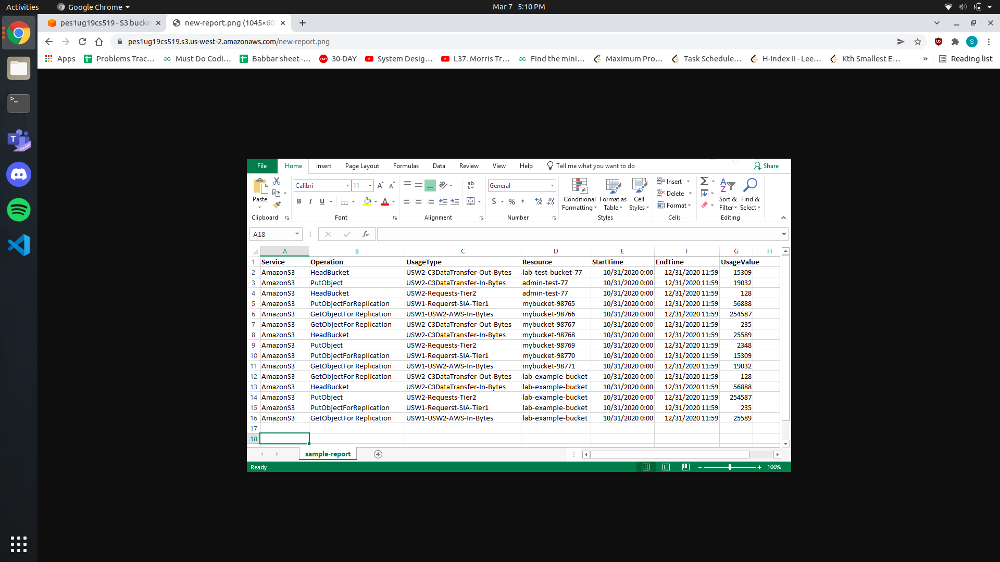 Activities Google Chrome Mar 7 5:10 PM
pes1ug19cs519 - S3 bucke new-report.png (1045×60
pes1ug19cs519.s3.us-west-2.amazonaws.com/new-report.png S
Apps Problems Trac... Must Do Codi... Babbar sheet -... 30-DAY System Desig... L37. Morris Tr... Find the mini... Maximum Pro... Task Schedule... H-Index II - Lee... Kth Smallest E... » Reading list
File Home Insert Page Layout Formulas Data Review View Help Tell me what you want to do Share
Calibri 11 General
Paste B I U $ % Conditional Formatting Format as Table Cell Styles Insert Delete Format Sort & Filter Find & Select
Clipboard Font Alignment Number Styles Cells Editing
A18 fx
A B C D E F G H
1 Service Operation UsageType Resource StartTime EndTime UsageValue
2 AmazonS3 HeadBucket USW2-C3DataTransfer-Out-Bytes lab-test-bucket-77 10/31/2020 0:00 12/31/2020 11:59 15309
3 AmazonS3 PutObject USW2-C3DataTransfer-In-Bytes admin-test-77 10/31/2020 0:00 12/31/2020 11:59 19032
4 AmazonS3 HeadBucket USW2-Requests-Tier2 admin-test-77 10/31/2020 0:00 12/31/2020 11:59 128
5 AmazonS3 PutObjectForReplication USW1-Requerst-SIA-Tier1 mybucket-98765 10/31/2020 0:00 12/31/2020 11:59 56888
6 AmazonS3 GetObjectFor Replication USW1-USW2-AWS-In-Bytes mybucket-98766 10/31/2020 0:00 12/31/2020 11:59 254587
7 AmazonS3 GetObjectFor Replication USW2-C3DataTransfer-Out-Bytes mybucket-98767 10/31/2020 0:00 12/31/2020 11:59 235
8 AmazonS3 HeadBucket USW2-C3DataTransfer-In-Bytes mybucket-98768 10/31/2020 0:00 12/31/2020 11:59 25589
9 AmazonS3 PutObject USW2-Requests-Tier2 mybucket-98769 10/31/2020 0:00 12/31/2020 11:59 2348
10 AmazonS3 PutObjectForReplication USW1-Requerst-SIA-Tier1 mybucket-98770 10/31/2020 0:00 12/31/2020 11:59 15309
11 AmazonS3 GetObjectFor Replication USW1-USW2-AWS-In-Bytes mybucket-98771 10/31/2020 0:00 12/31/2020 11:59 19032
12 AmazonS3 GetObjectFor Replication USW2-C3DataTransfer-Out-Bytes lab-example-bucket 10/31/2020 0:00 12/31/2020 11:59 128
13 AmazonS3 HeadBucket USW2-C3DataTransfer-In-Bytes lab-example-bucket 10/31/2020 0:00 12/31/2020 11:59 56888
14 AmazonS3 PutObject USW2-Requests-Tier2 lab-example-bucket 10/31/2020 0:00 12/31/2020 11:59 254587
15 AmazonS3 PutObjectForReplication USW1-Requerst-SIA-Tier1 lab-example-bucket 10/31/2020 0:00 12/31/2020 11:59 235
16 AmazonS3 GetObjectFor Replication USW1-USW2-AWS-In-Bytes lab-example-bucket 10/31/2020 0:00 12/31/2020 11:59 25589
17
18
sample-report
Ready 100%